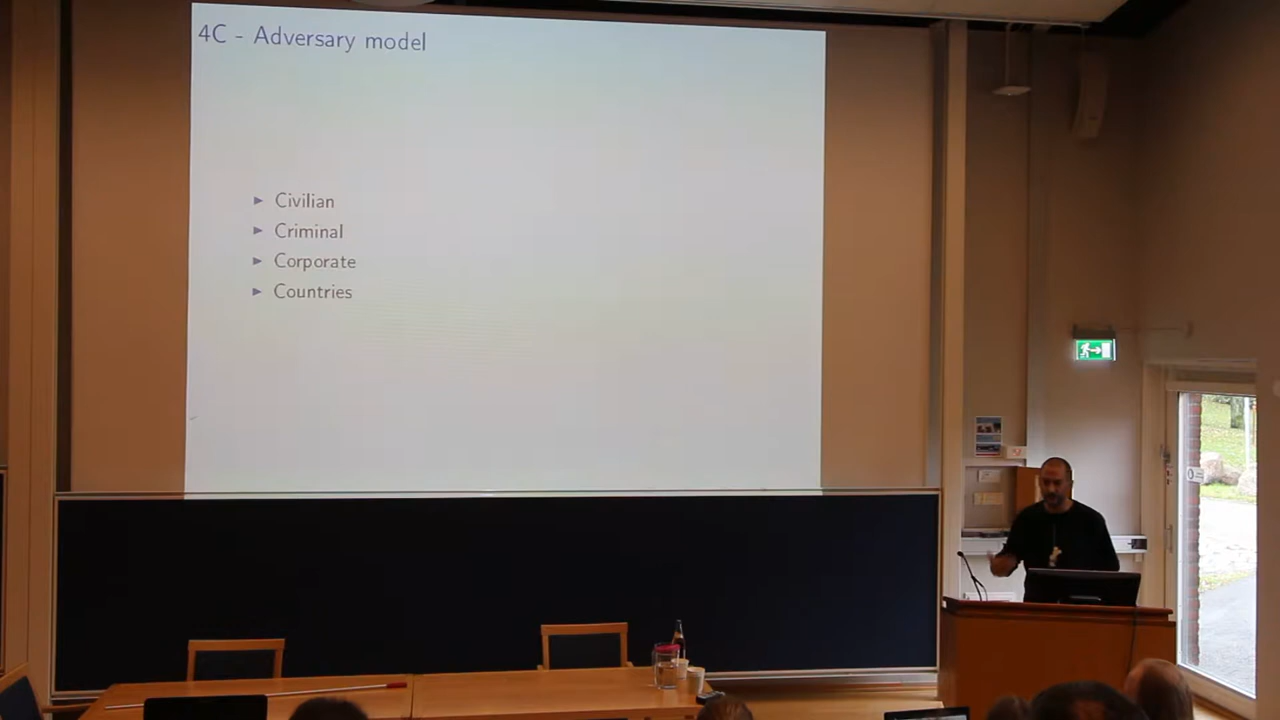 4C - Adversary model
► Civilian
► Criminal
► Corporate
► Countries